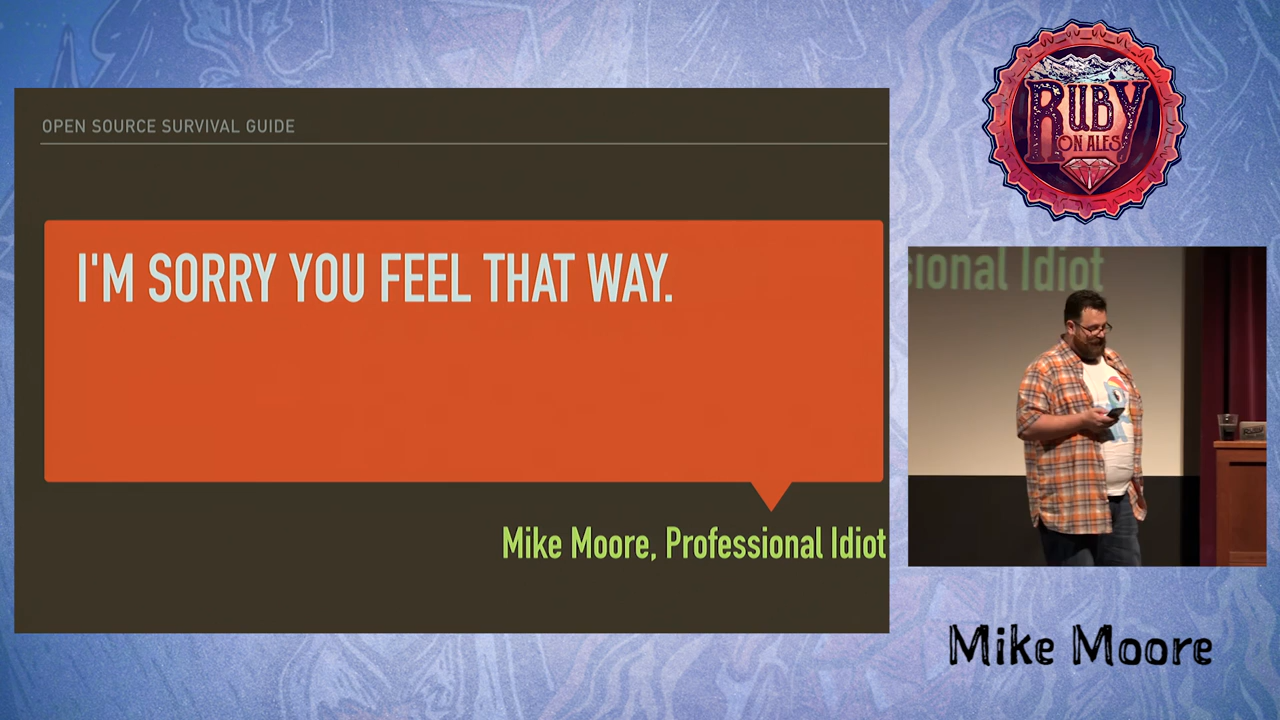 OPEN SOURCE SURVIVAL GUIDE
I'M SORRY YOU FEEL THAT WAY.
Mike Moore, Professional Idiot
RUBY
ON ALES
sional Idiot
Mike Moore